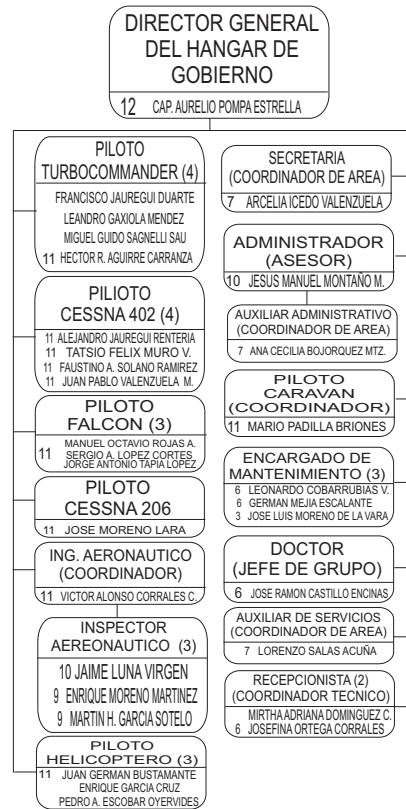 DIRECTOR GENERAL
DEL HANGAR DE
GOBIERNO
12 CAP. AURELIO POMPA ESTRELLA
PILOTO
TURBOCOMMANDER (4)
FRANCISCO JAUREGUI DUARTE
LEANDRO GAXIOLA MENDEZ
MIGUEL GUIDO SAGNELLI SAU
11 HECTOR R. AGUIRRE CARRANZA
PILIOTO
CESSNA 402 (4)
11 ALEJANDRO JAUREGUI RENTERIA
11 TATSIO FELIX MURO V.
11 FAUSTINO A. SOLANO RAMIREZ
11 JUAN PABLO VALENZUELA M.
PILOTO
FALCON (3)
MANUEL OCTAVIO ROJAS A.
11 SERGIO A. LOPEZ CORTES
JORGE ANTONIO TAPIA LOPEZ
PILOTO
CESSNA 206
11 JOSE MORENO LARA
ING. AERONAUTICO
(COORDINADOR)
11 VICTOR ALONSO CORRALES C.
INSPECTOR
AEREONAUTICO (3)
10 JAIME LUNA VIRGEN
9 ENRIQUE MORENO MARTINEZ
9 MARTIN H. GARCIA SOTELO
PILOTO
HELICOPTERO (3)
11 JUAN GERMAN BUSTAMANTE
ENRIQUE GARCIA CRUZ
PEDRO A. ESCOBAR OYERVIDES
SECRETARIA
(COORDINADOR DE AREA)
7 ARCELIA ICEDO VALENZUELA
ADMINISTRADOR
(ASESOR)
10 JESUS MANUEL MONTAÑO M.
AUXILIAR ADMINISTRATIVO
(COORDINADOR DE AREA)
7 ANA CECILIA BOJORQUEZ MTZ.
PILOTO
CARAVAN
(COORDINADOR)
11 MARIO PADILLA BRIONES
ENCARGADO DE
MANTENIMIENTO (3)
6 LEONARDO COBARRUBIAS V.
6 GERMAN MEJIA ESCALANTE
3 JOSE LUIS MORENO DE LA VARA
DOCTOR
(JEFE DE GRUPO)
6 JOSE RAMON CASTILLO ENCINAS
AUXILIAR DE SERVICIOS
(COORDINADOR DE AREA)
7 LORENZO SALAS ACUÑA
RECEPCIONISTA (2)
(COORDINADOR TECNICO)
MIRTHA ADRIANA DOMINGUEZ C.
6 JOSEFINA ORTEGA CORRALES